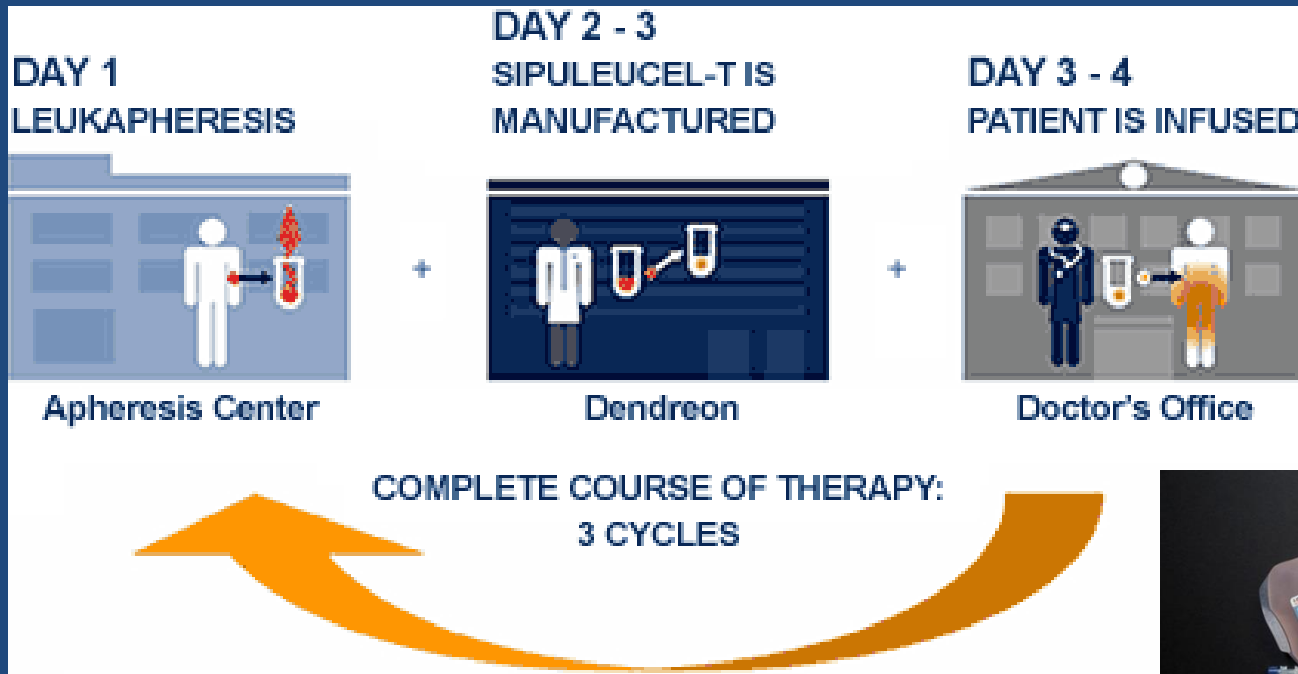 DAY 1
LEUKAPHERESIS
DAY 2 - 3
SIPULEUCEL-T IS
MANUFACTURED
DAY 3 - 4
PATIENT IS INFUSED
Apheresis Center
Dendreon
Doctor's Office
COMPLETE COURSE OF THERAPY:
3 CYCLES